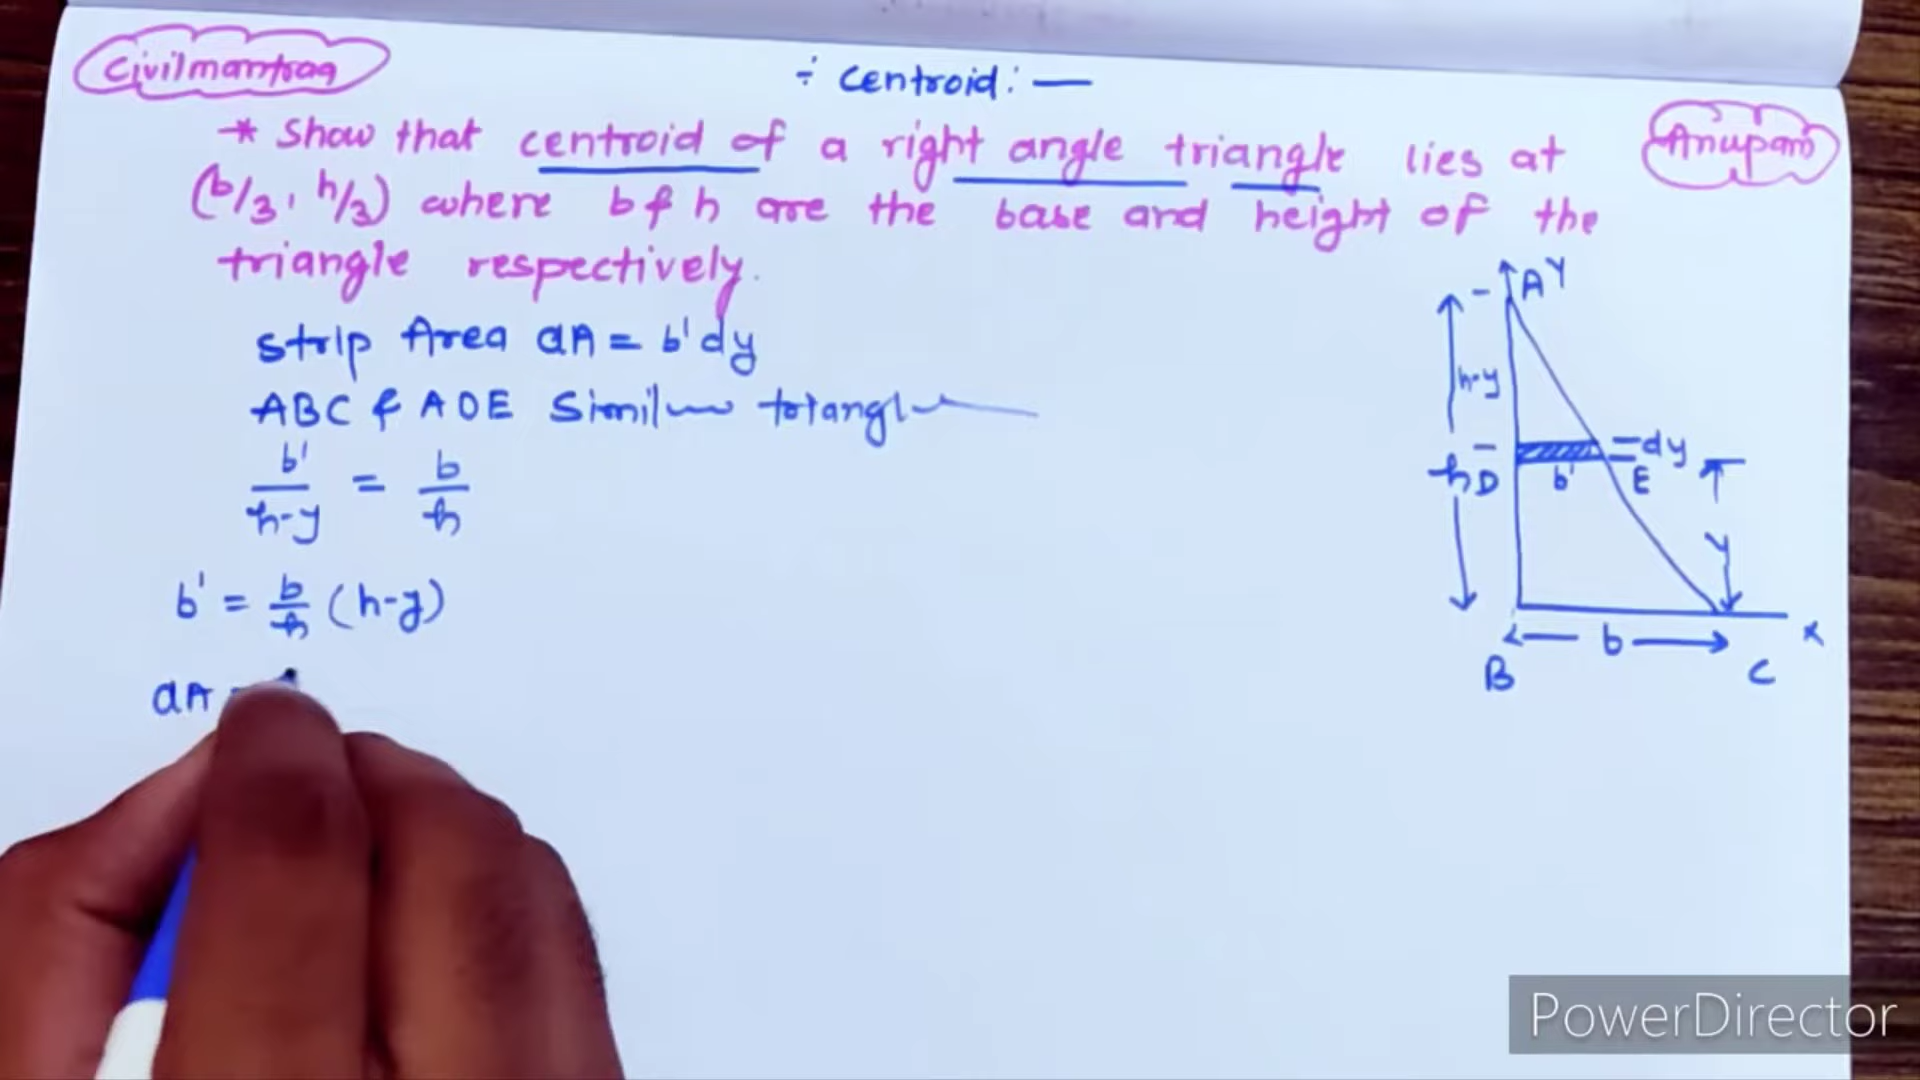 Civilmantraa
÷ Centroid: —
Anupam
* Show that centroid of a right angle triangle lies at
(b/3, h/3) where b & h are the base and height of the
triangle respectively.
Strip Area dA = b'dy
ABC & ADE Similar triangle
b'/h-y = b/h
b' = b/h (h-y)
dA =
A Y
h-y
dy
h D b' E
y
b x
B C
PowerDirector